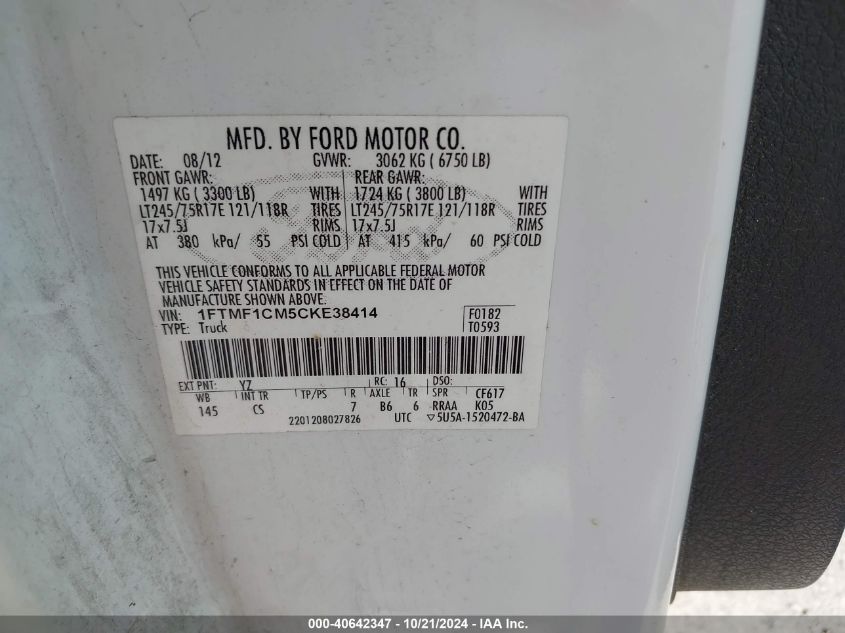 MFD. BY FORD MOTOR CO.
DATE: 08/12 GVWR: 3062 KG ( 6750 LB)
FRONT GAWR: REAR GAWR:
1497 KG ( 3300 LB) WITH 1724 KG ( 3800 LB) WITH
LT245/75R17E 121/118R TIRES LT245/75R17E 121/118R TIRES
17x7.5J RIMS 17x7.5J RIMS
AT 380 kPa/ 55 PSI COLD AT 415 kPa/ 60 PSI COLD
THIS VEHICLE CONFORMS TO ALL APPLICABLE FEDERAL MOTOR
VEHICLE SAFETY STANDARDS IN EFFECT ON THE DATE OF
MANUFACTURE SHOWN ABOVE.
VIN: 1FTMF1CM5CKE38414 F0182
TYPE: Truck T0593
EXT PNT: YZ RC: 16 DSO:
WB INT TR TP/PS R AXLE TR SPR CF617
145 CS 7 B6 6 RRAA K05
2201208027826 UTC ▽5U5A-1520472-BA
000-40642347 - 10/21/2024 - IAAI.com